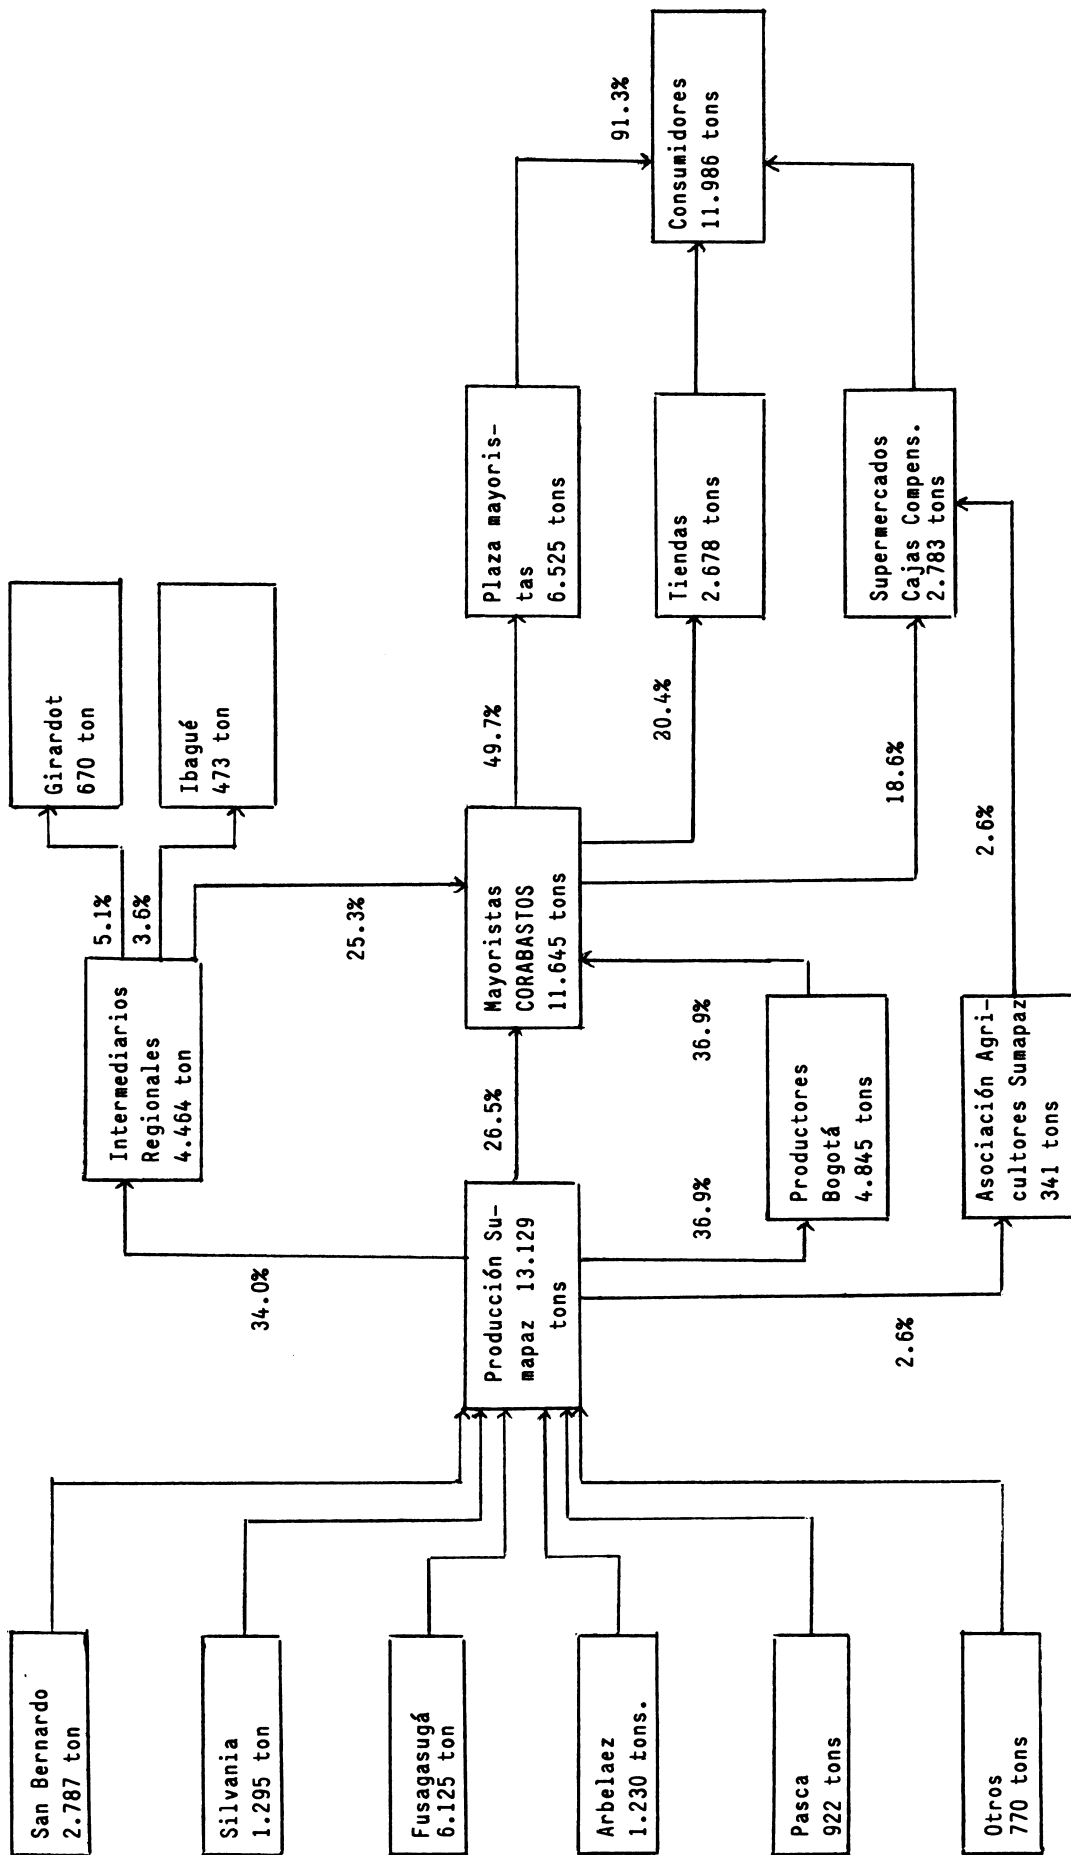 San Bernardo
2.787 ton
Silvania
1.295 ton
Fusagasugá
6.125 ton
Arbelaez
1.230 tons.
Pasca
922 tons
Otros
770 tons
Producción Su-
mapaz 13.129
tons
34.0%
26.5%
36.9%
2.6%
Intermediarios
Regionales
4.464 ton
Productores
Bogotá
4.845 tons
Asociación Agri-
cultores Sumapaz
341 tons
5.1%
3.6%
25.3%
36.9%
2.6%
Girardot
670 ton
Ibagué
473 ton
Mayoristas
CORABASTOS
11.645 tons
49.7%
20.4%
18.6%
Plaza mayoris-
tas
6.525 tons
Tiendas
2.678 tons
Supermercados
Cajas Compens.
2.783 tons
91.3%
Consumidores
11.986 tons